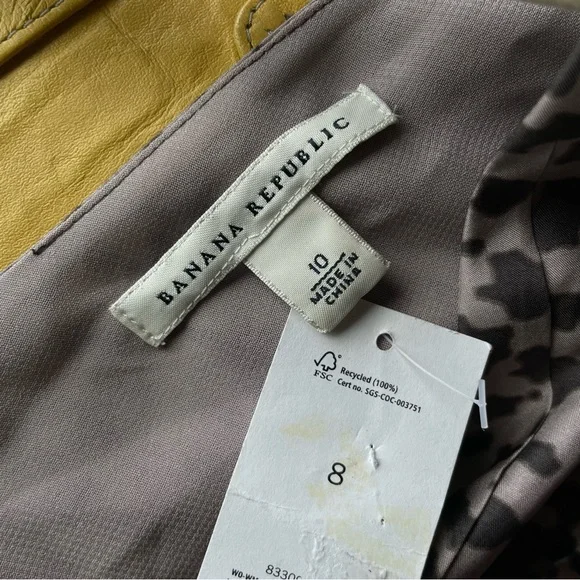 BANANA REPUBLIC
10
MADE IN
CHINA
FSC
Recycled (100%)
Cert no. SGS-COC-003751
8